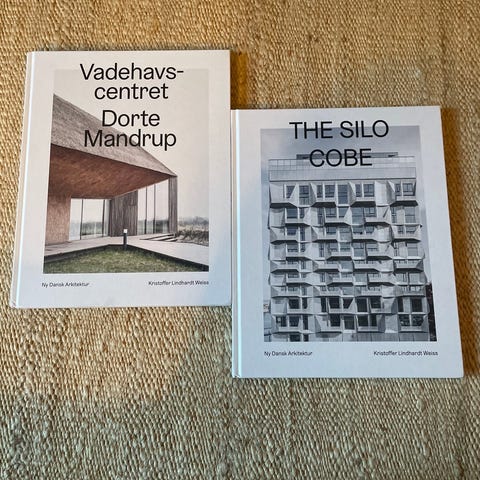 Vadehavs-
centret
Dorte
Mandrup
Ny Dansk Arkitektur
Kristoffer Lindhardt Weiss
THE SILO
COBE
Ny Dansk Arkitektur
Kristoffer Lindhardt Weiss